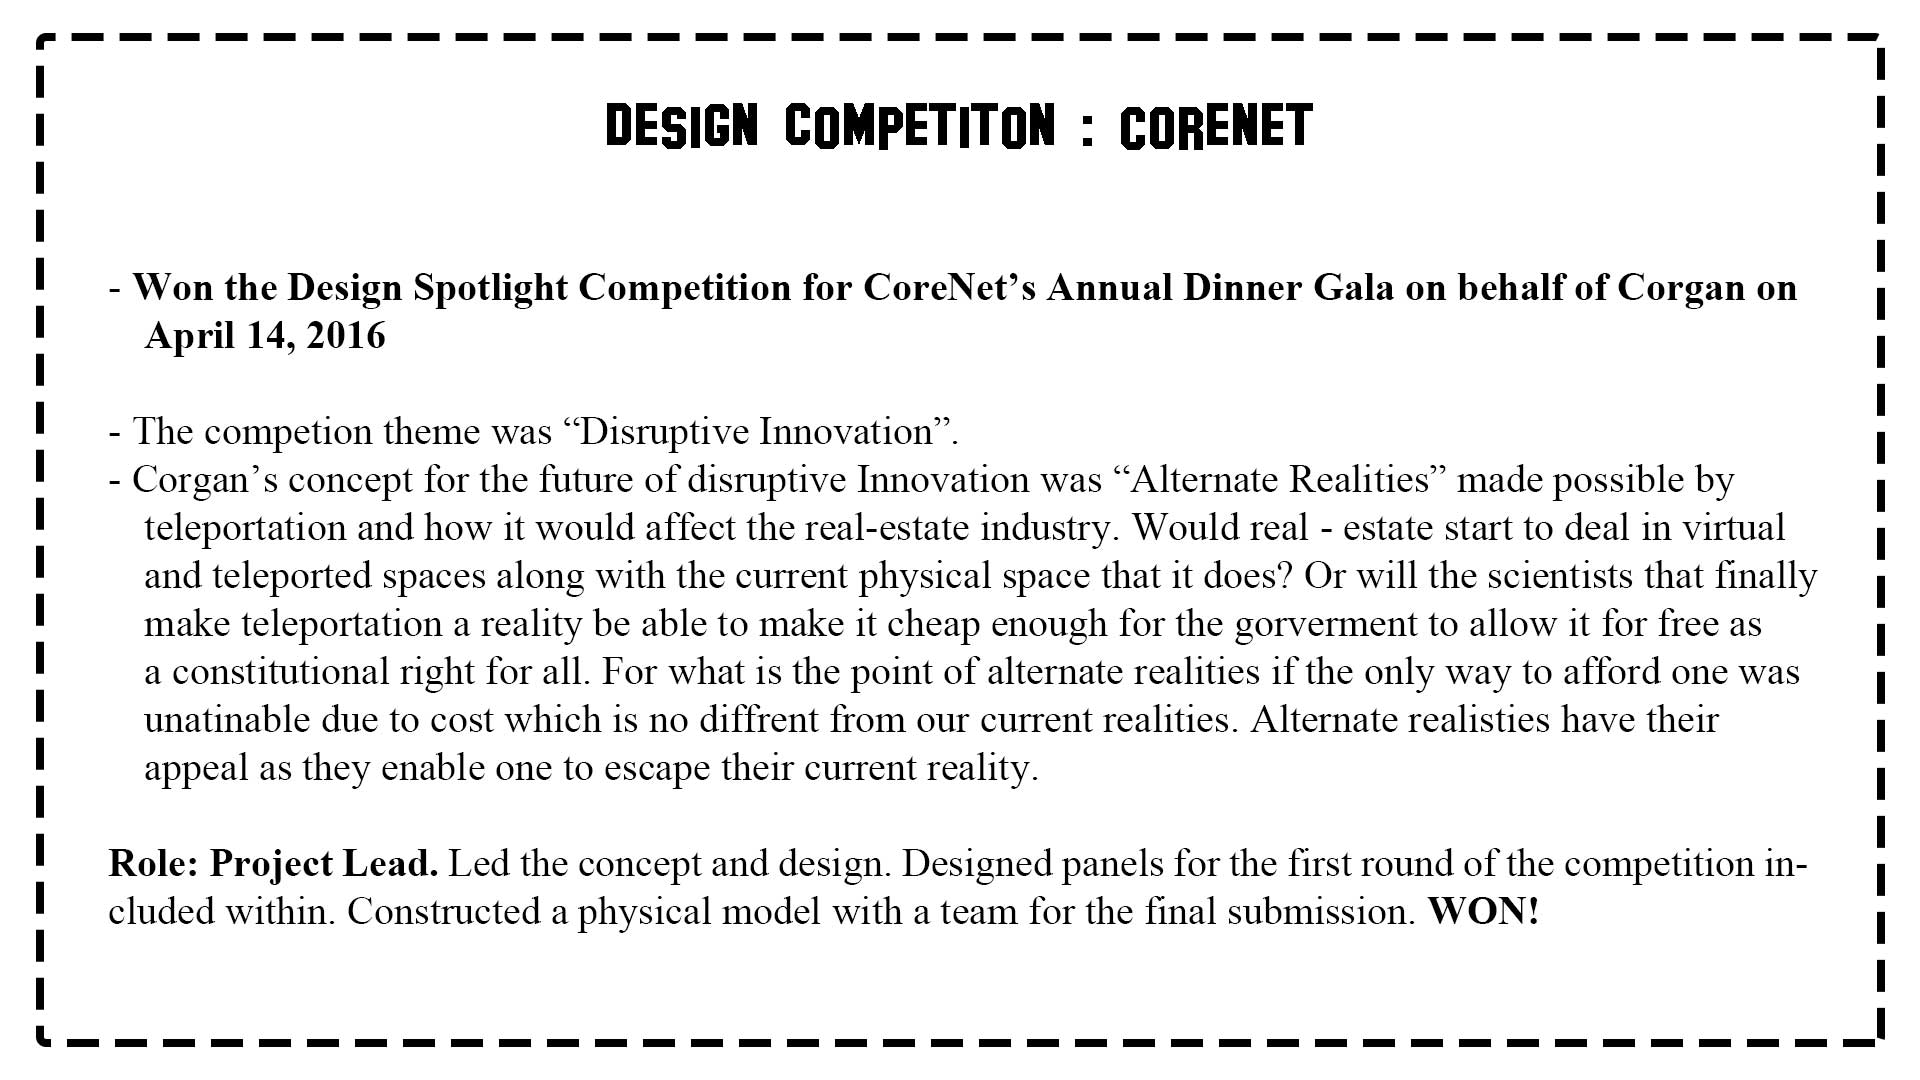 DESIGN COMPETITON : CORENET
- Won the Design Spotlight Competition for CoreNet’s Annual Dinner Gala on behalf of Corgan on
April 14, 2016
- The competion theme was “Disruptive Innovation”.
- Corgan’s concept for the future of disruptive Innovation was “Alternate Realities” made possible by
teleportation and how it would affect the real-estate industry. Would real - estate start to deal in virtual
and teleported spaces along with the current physical space that it does? Or will the scientists that finally
make teleportation a reality be able to make it cheap enough for the gorverment to allow it for free as
a constitutional right for all. For what is the point of alternate realities if the only way to afford one was
unatinable due to cost which is no diffrent from our current realities. Alternate realisties have their
appeal as they enable one to escape their current reality.
Role: Project Lead. Led the concept and design. Designed panels for the first round of the competition in-
cluded within. Constructed a physical model with a team for the final submission. WON!